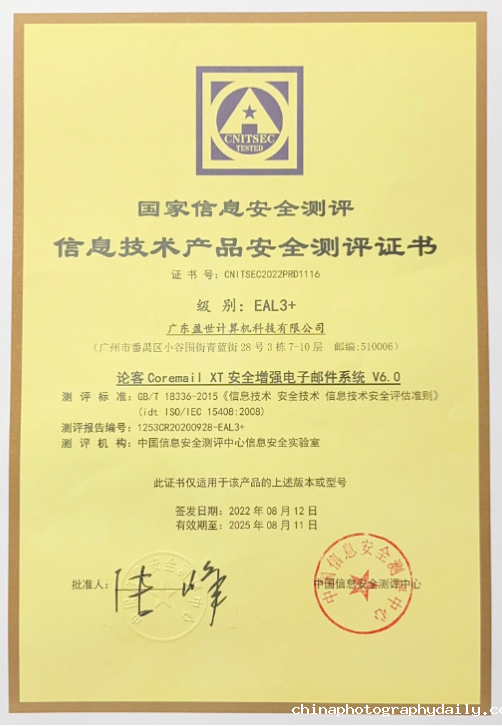 CNITSEC
TESTED
国家信息安全测评
信息技术产品安全测评证书
证 书 号: CNITSEC2022PRD1116
级 别: EAL3+
广东盈世计算机科技有限公司
(广州市番禺区小谷围街青蓝街 28 号 3 栋 7-10 层 邮编:510006)
论客 Coremail XT 安全增强电子邮件系统 V6.0
测 评 标 准: GB/T 18336-2015《信息技术 安全技术 信息技术安全评估准则》
(idt ISO/IEC 15408:2008)
测评报告编号: 1253CR20200928-EAL3+
测 评 机 构: 中国信息安全测评中心信息安全实验室
此证书仅适用于该产品的上述版本或型号
签发日期: 2022 年 08 月 12 日
有效期至: 2025 年 08 月 11 日
批准人:
中国信息安全测评中心
中国信息安全测评中心
chinaphotographydaily.com